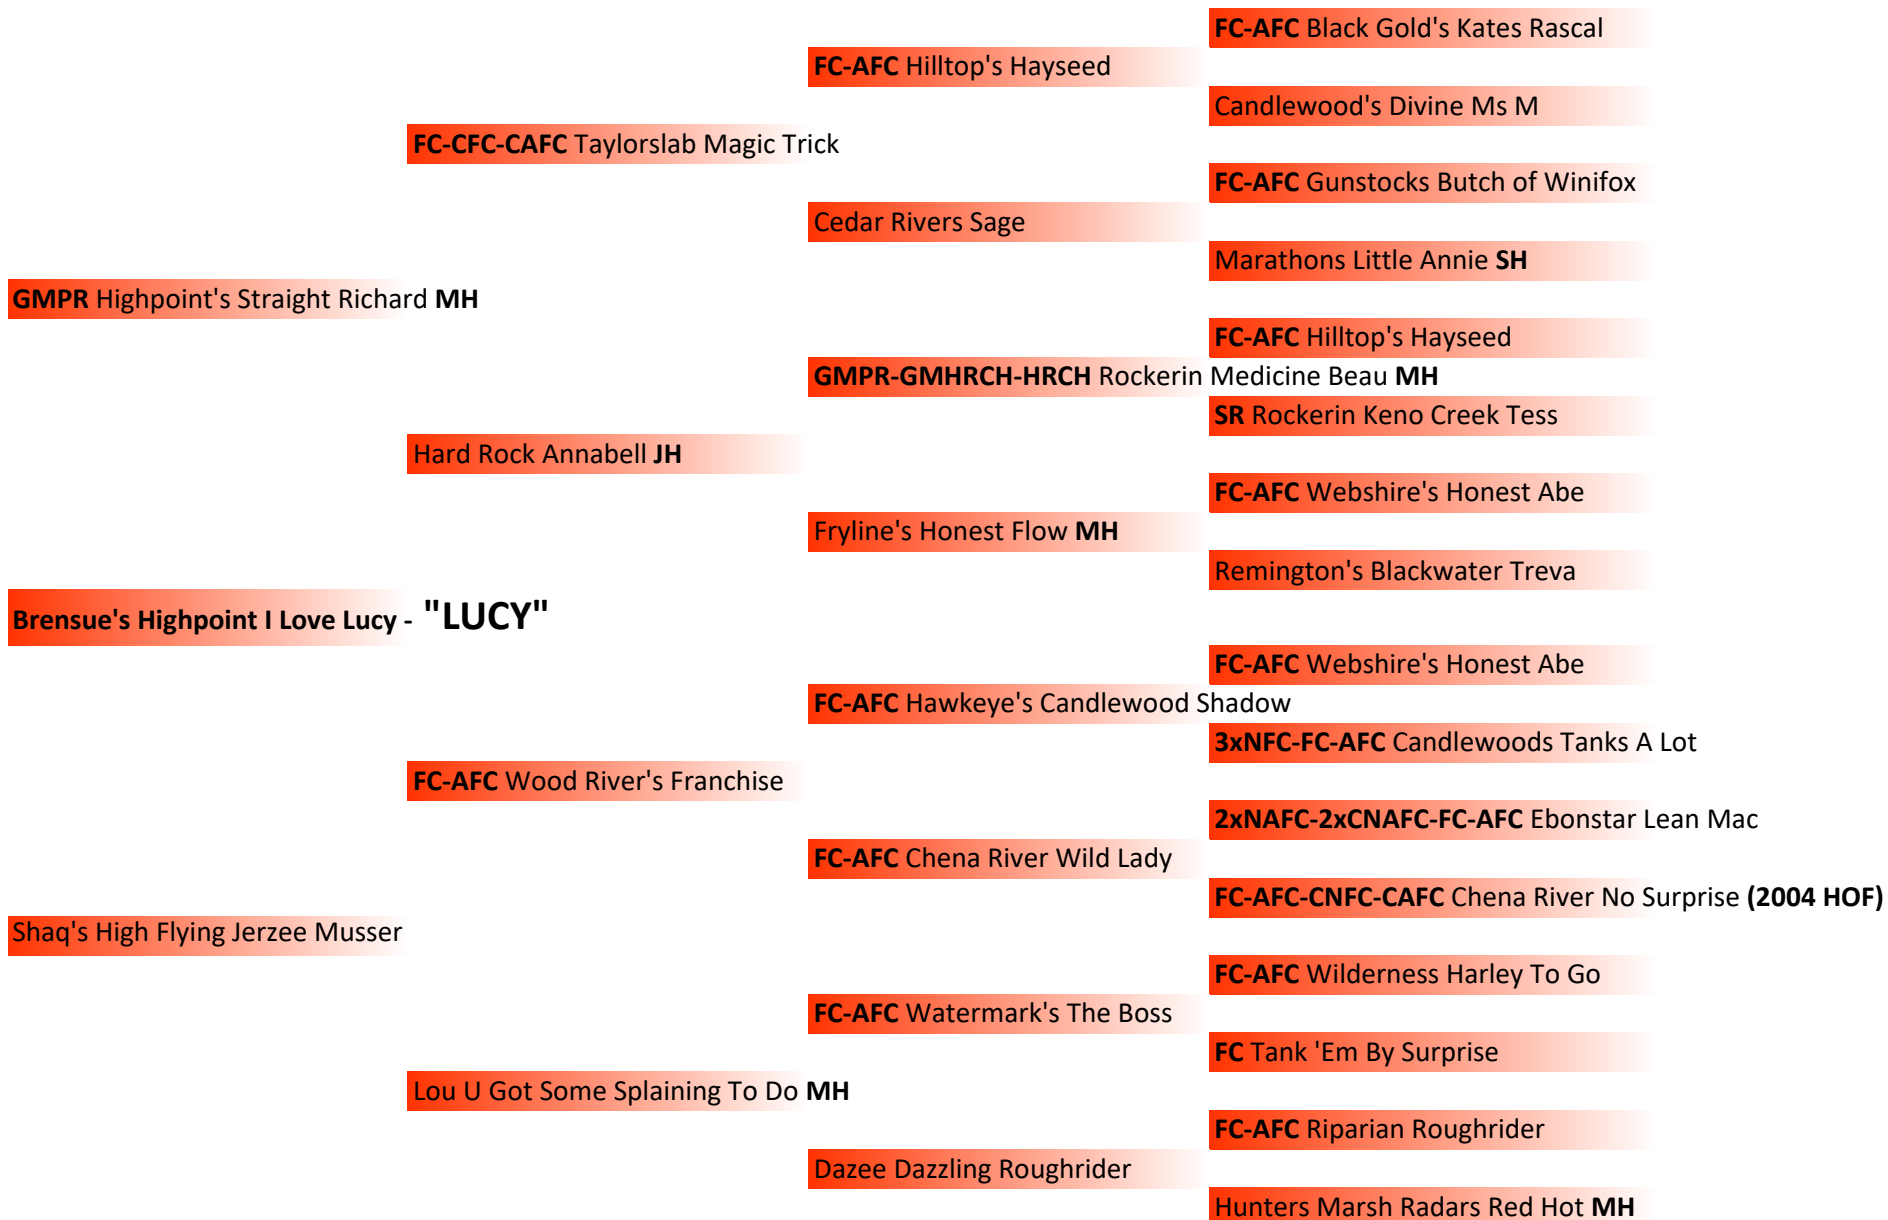 FC-AFC Black Gold's Kates Rascal
FC-AFC Hilltop's Hayseed
Candlewood's Divine Ms M
FC-CFC-CAFC Taylorslab Magic Trick
FC-AFC Gunstocks Butch of Winifox
Cedar Rivers Sage
Marathons Little Annie SH
GMPR Highpoint's Straight Richard MH
FC-AFC Hilltop's Hayseed
GMPR-GMHRCH-HRCH Rockerin Medicine Beau MH
SR Rockerin Keno Creek Tess
Hard Rock Annabell JH
FC-AFC Webshire's Honest Abe
Fryline's Honest Flow MH
Remington's Blackwater Treva
Brensue's Highpoint I Love Lucy - "LUCY"
FC-AFC Webshire's Honest Abe
FC-AFC Hawkeye's Candlewood Shadow
3xNFC-FC-AFC Candlewoods Tanks A Lot
FC-AFC Wood River's Franchise
2xNAFC-2xCNAFC-FC-AFC Ebonstar Lean Mac
FC-AFC Chena River Wild Lady
FC-AFC-CNFC-CAFC Chena River No Surprise (2004 HOF)
Shaq's High Flying Jerzee Musser
FC-AFC Wilderness Harley To Go
FC-AFC Watermark's The Boss
FC Tank 'Em By Surprise
Lou U Got Some Splaining To Do MH
FC-AFC Riparian Roughrider
Dazee Dazzling Roughrider
Hunters Marsh Radars Red Hot MH